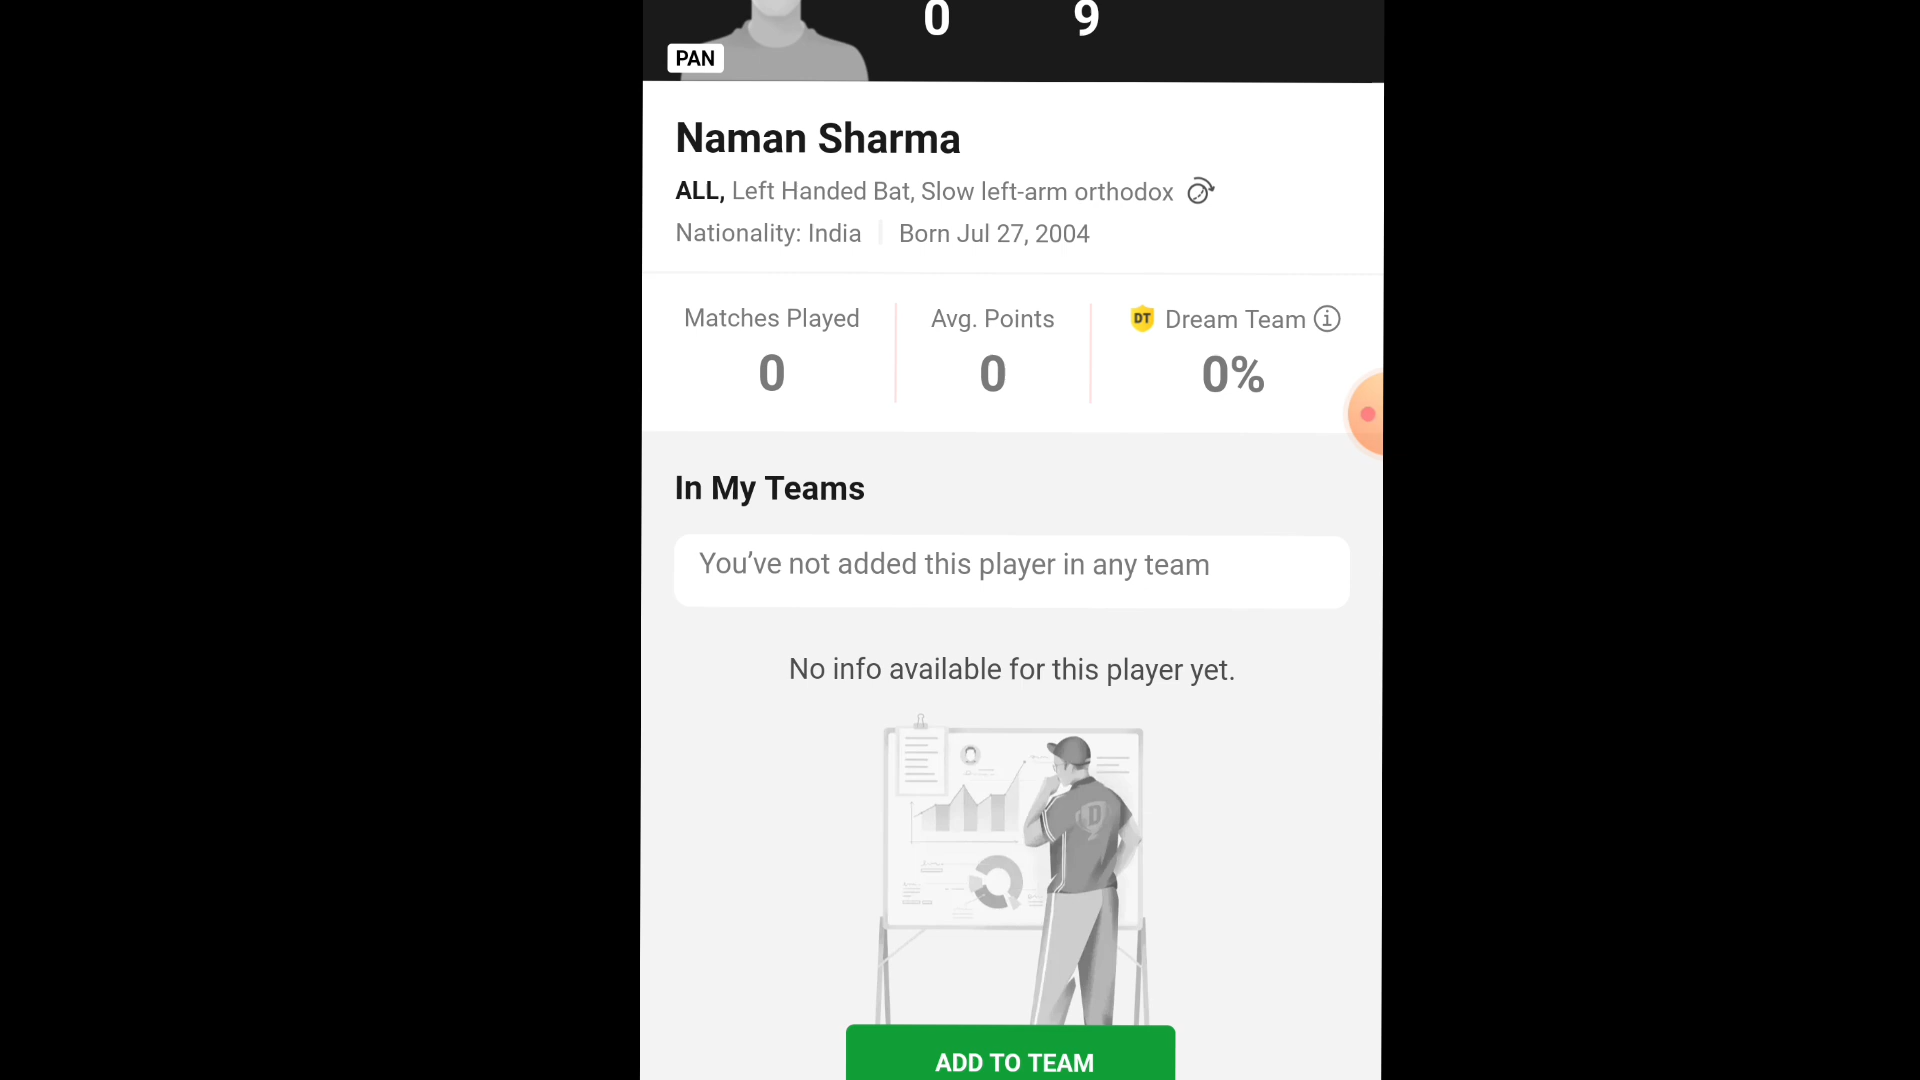 0 9
PAN
Naman Sharma
ALL, Left Handed Bat, Slow left-arm orthodox
Nationality: India Born Jul 27, 2004
Matches Played Avg. Points DT Dream Team
0 0 0%
In My Teams
You’ve not added this player in any team
No info available for this player yet.
D
ADD TO TEAM